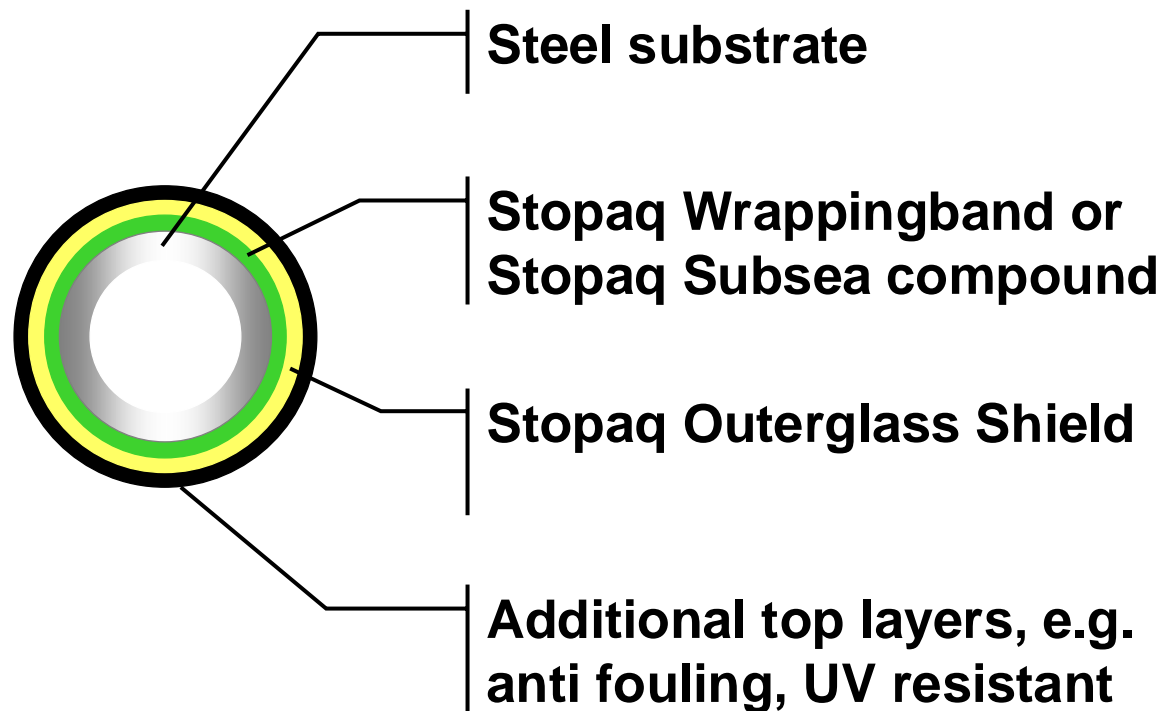 Steel substrate
Stopaq Wrappingband or
Stopaq Subsea compound
Stopaq Outerglass Shield
Additional top layers, e.g.
anti fouling, UV resistant